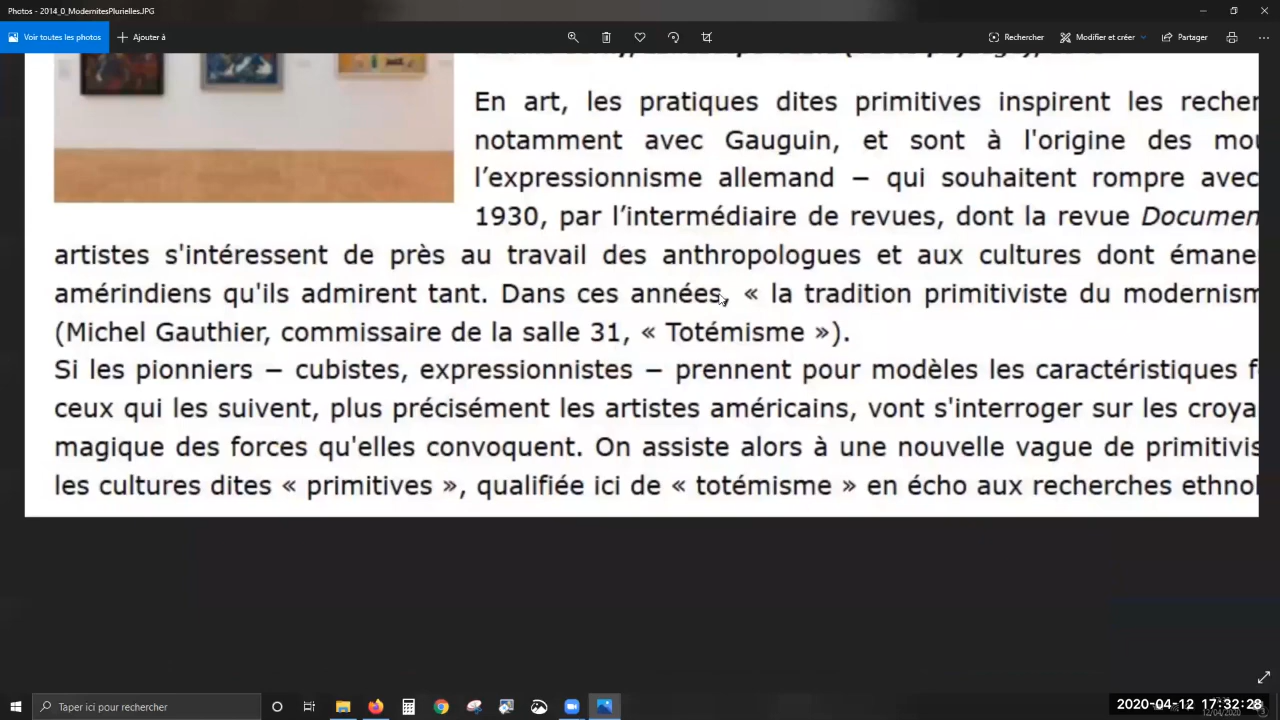 Photos - 2014_0_ModernitesPlurielles.JPG
Voir toutes les photos
Ajouter à
Rechercher
Modifier et créer
Partager
En art, les pratiques dites primitives inspirent les recher
notamment avec Gauguin, et sont à l'origine des mou
l’expressionnisme allemand – qui souhaitent rompre avec
1930, par l’intermédiaire de revues, dont la revue Documen
artistes s'intéressent de près au travail des anthropologues et aux cultures dont émane
amérindiens qu'ils admirent tant. Dans ces années, « la tradition primitiviste du modernism
(Michel Gauthier, commissaire de la salle 31, « Totémisme »).
Si les pionniers – cubistes, expressionnistes – prennent pour modèles les caractéristiques f
ceux qui les suivent, plus précisément les artistes américains, vont s'interroger sur les croya
magique des forces qu'elles convoquent. On assiste alors à une nouvelle vague de primitivis
les cultures dites « primitives », qualifiée ici de « totémisme » en écho aux recherches ethnol
Taper ici pour rechercher
2020-04-12 17:32:28
12/04/2020